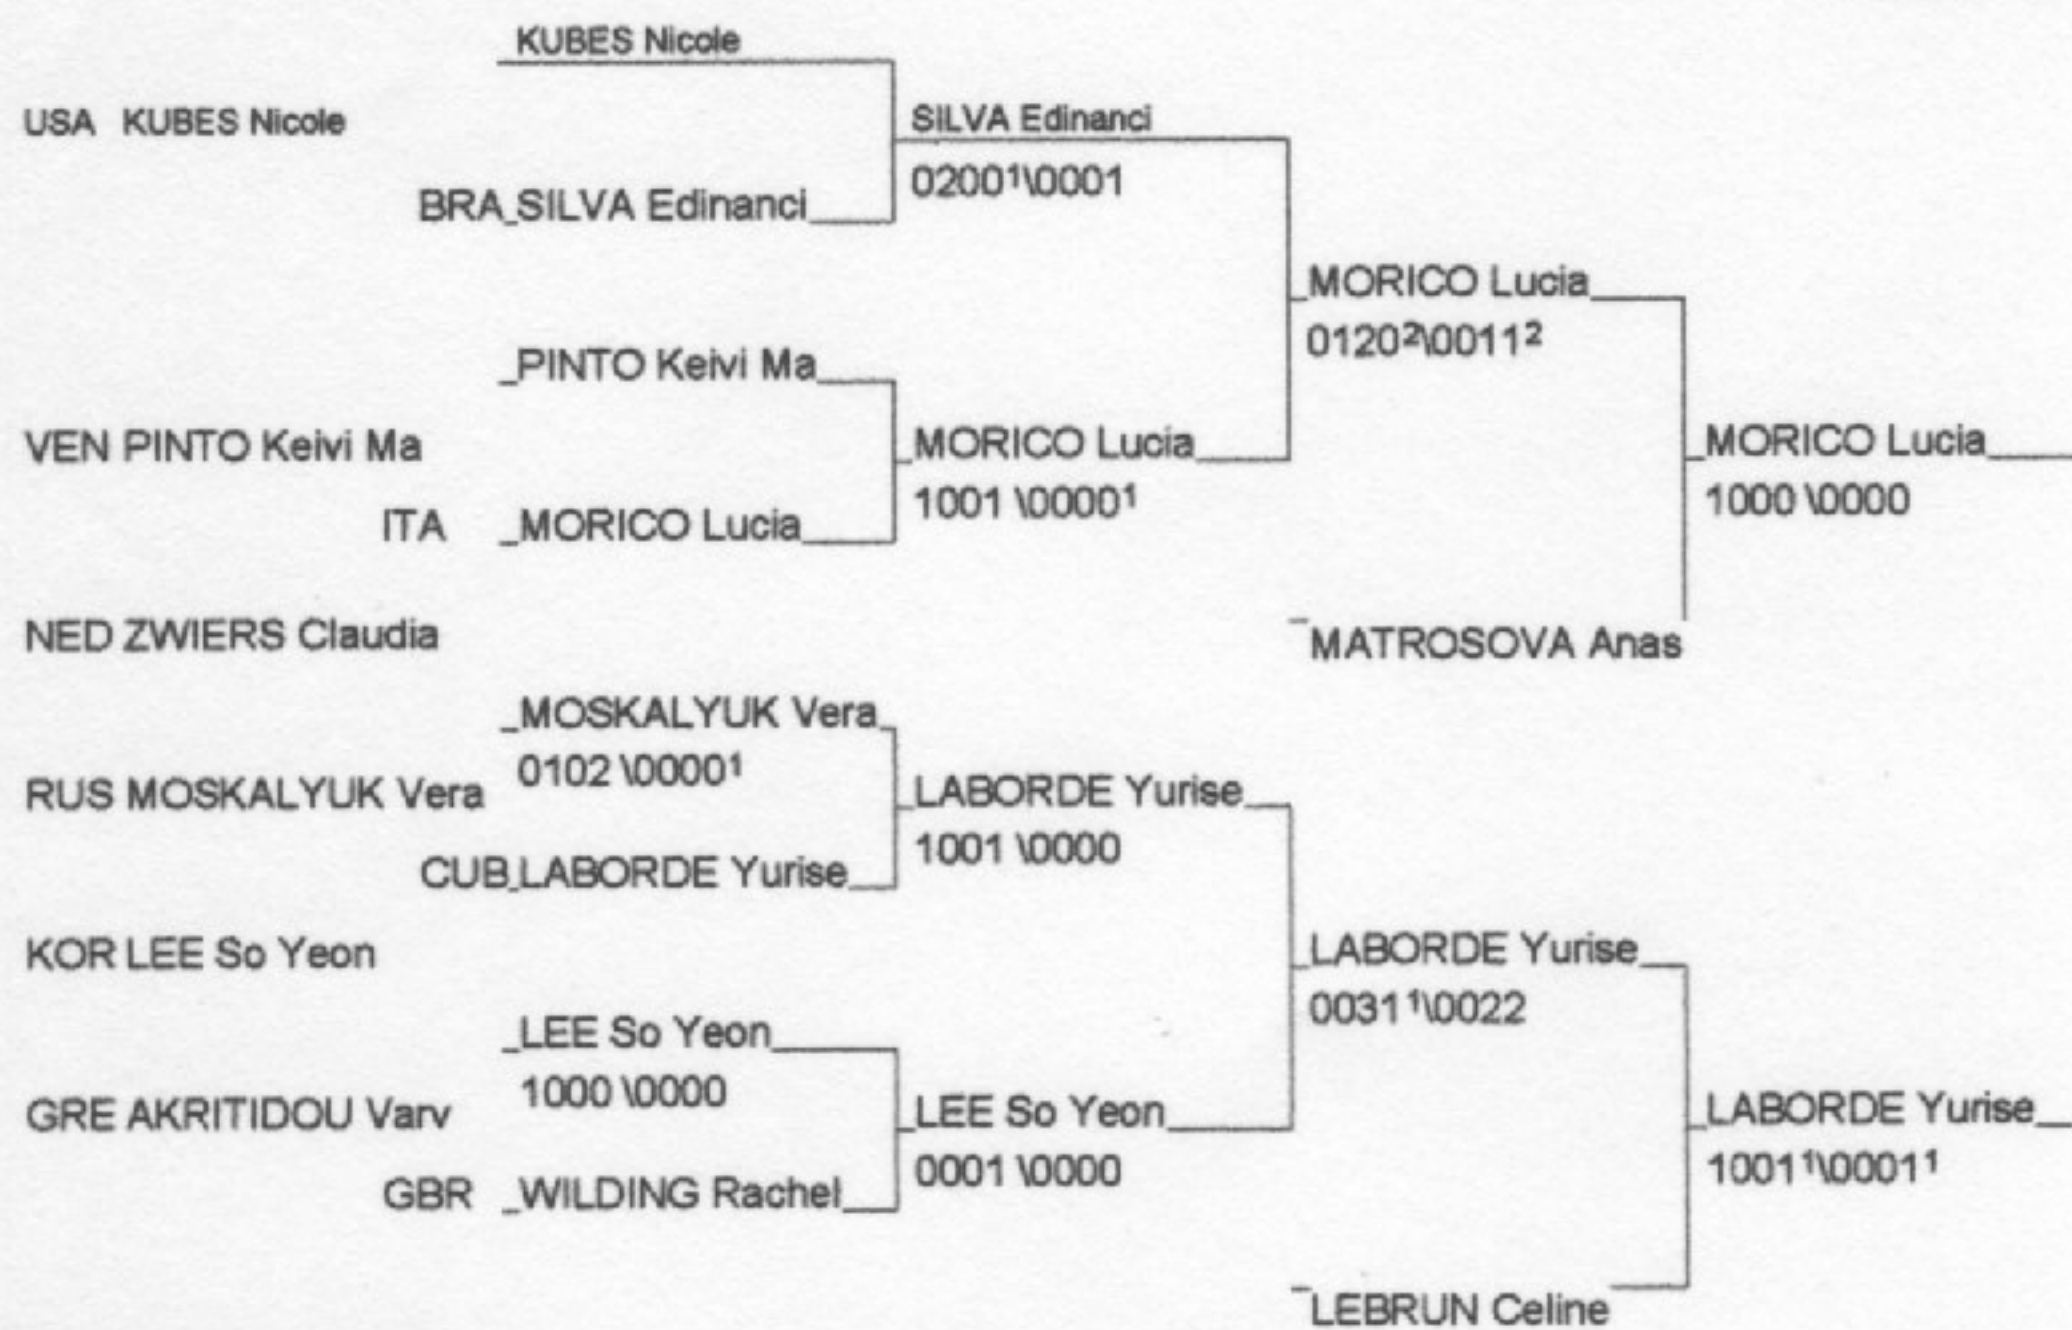 KUBES Nicole
USA KUBES Nicole
SILVA Edinanci
02001\0001
BRA SILVA Edinanci
MORICO Lucia
01202\00112
PINTO Keivi Ma
VEN PINTO Keivi Ma
MORICO Lucia
MORICO Lucia
1001 \00001
1000 \0000
ITA MORICO Lucia
NED ZWIERS Claudia
MATROSOVA Anas
MOSKALYUK Vera
0102 \00001
RUS MOSKALYUK Vera
LABORDE Yurise
1001 \0000
CUB LABORDE Yurise
KOR LEE So Yeon
LABORDE Yurise
00311\0022
LEE So Yeon
1000 \0000
GRE AKRITIDOU Varv
LEE So Yeon
LABORDE Yurise
0001 \0000
10011\00011
GBR WILDING Rachel
LEBRUN Celine